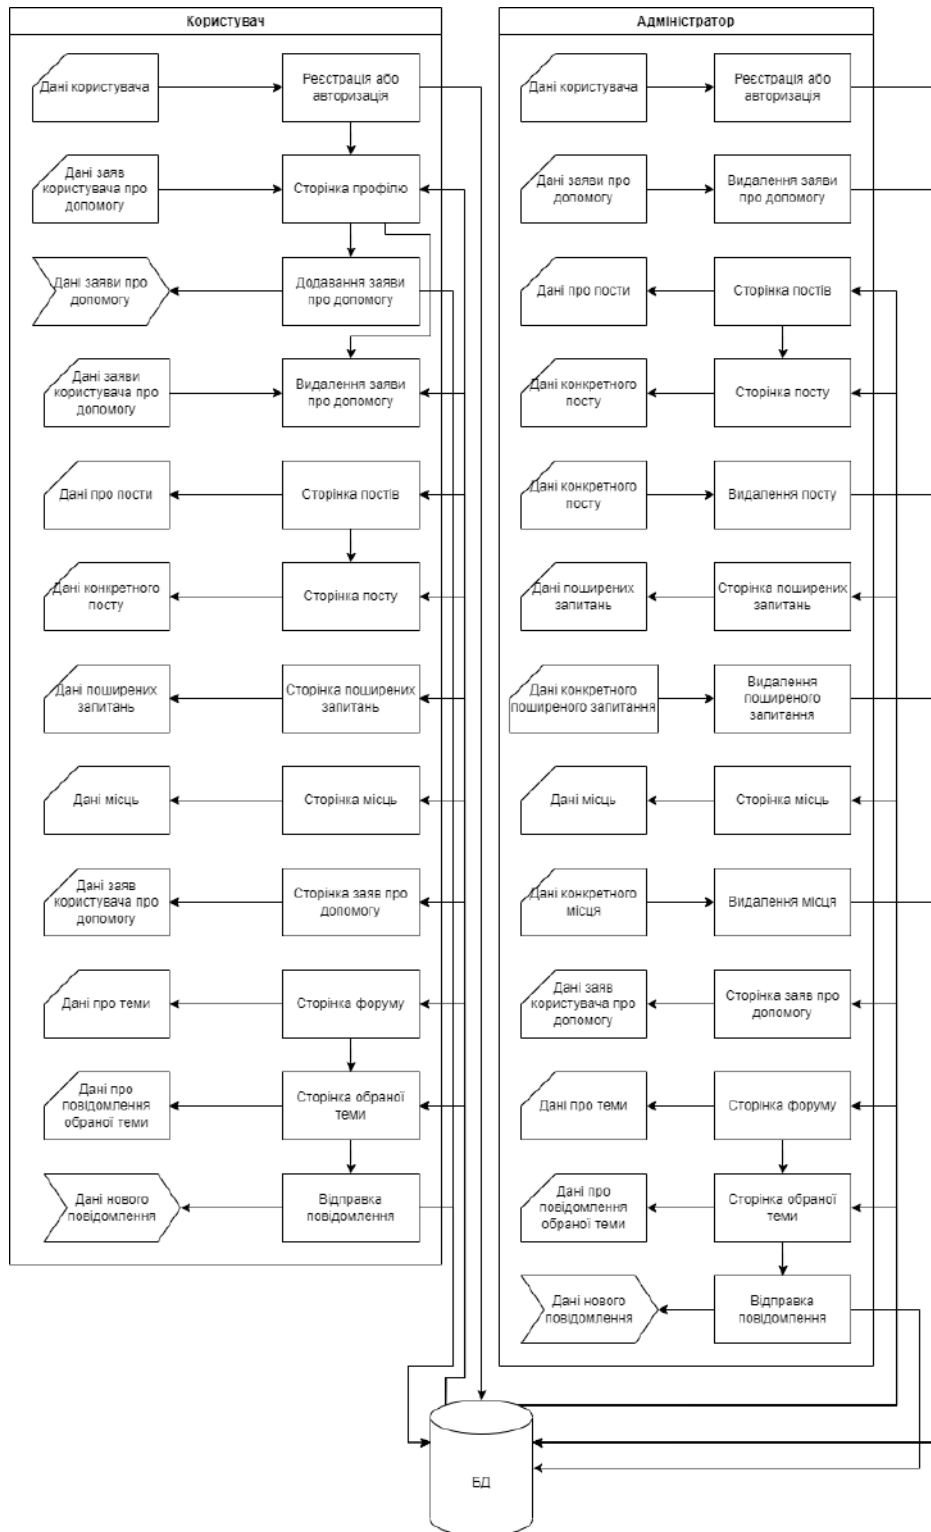 Користувач
Дані користувача
Реєстрація або
авторизація
Дані заяв
користувача про
допомогу
Сторінка профілю
Дані заяви про
допомогу
Додавання заяви
про допомогу
Дані заяви
користувача про
допомогу
Видалення заяви
про допомогу
Дані про пости
Сторінка постів
Дані конкретного
посту
Сторінка посту
Дані поширених
запитань
Сторінка поширених
запитань
Дані місць
Сторінка місць
Дані заяв
користувача про
допомогу
Сторінка заяв про
допомогу
Дані про теми
Сторінка форуму
Дані про
повідомлення
обраної теми
Сторінка обраної
теми
Дані нового
повідомлення
Відправка
повідомлення
Адміністратор
Дані користувача
Реєстрація або
авторизація
Дані заяви про
допомогу
Видалення заяви
про допомогу
Дані про пости
Сторінка постів
Дані конкретного
посту
Сторінка посту
Дані конкретного
посту
Видалення посту
Дані поширених
запитань
Сторінка поширених
запитань
Дані конкретного
поширеного запитання
Видалення
поширеного
запитання
Дані місць
Сторінка місць
Дані конкретного
місця
Видалення місця
Дані заяв
користувача про
допомогу
Сторінка заяв про
допомогу
Дані про теми
Сторінка форуму
Дані про
повідомлення
обраної теми
Сторінка обраної
теми
Дані нового
повідомлення
Відправка
повідомлення
БД